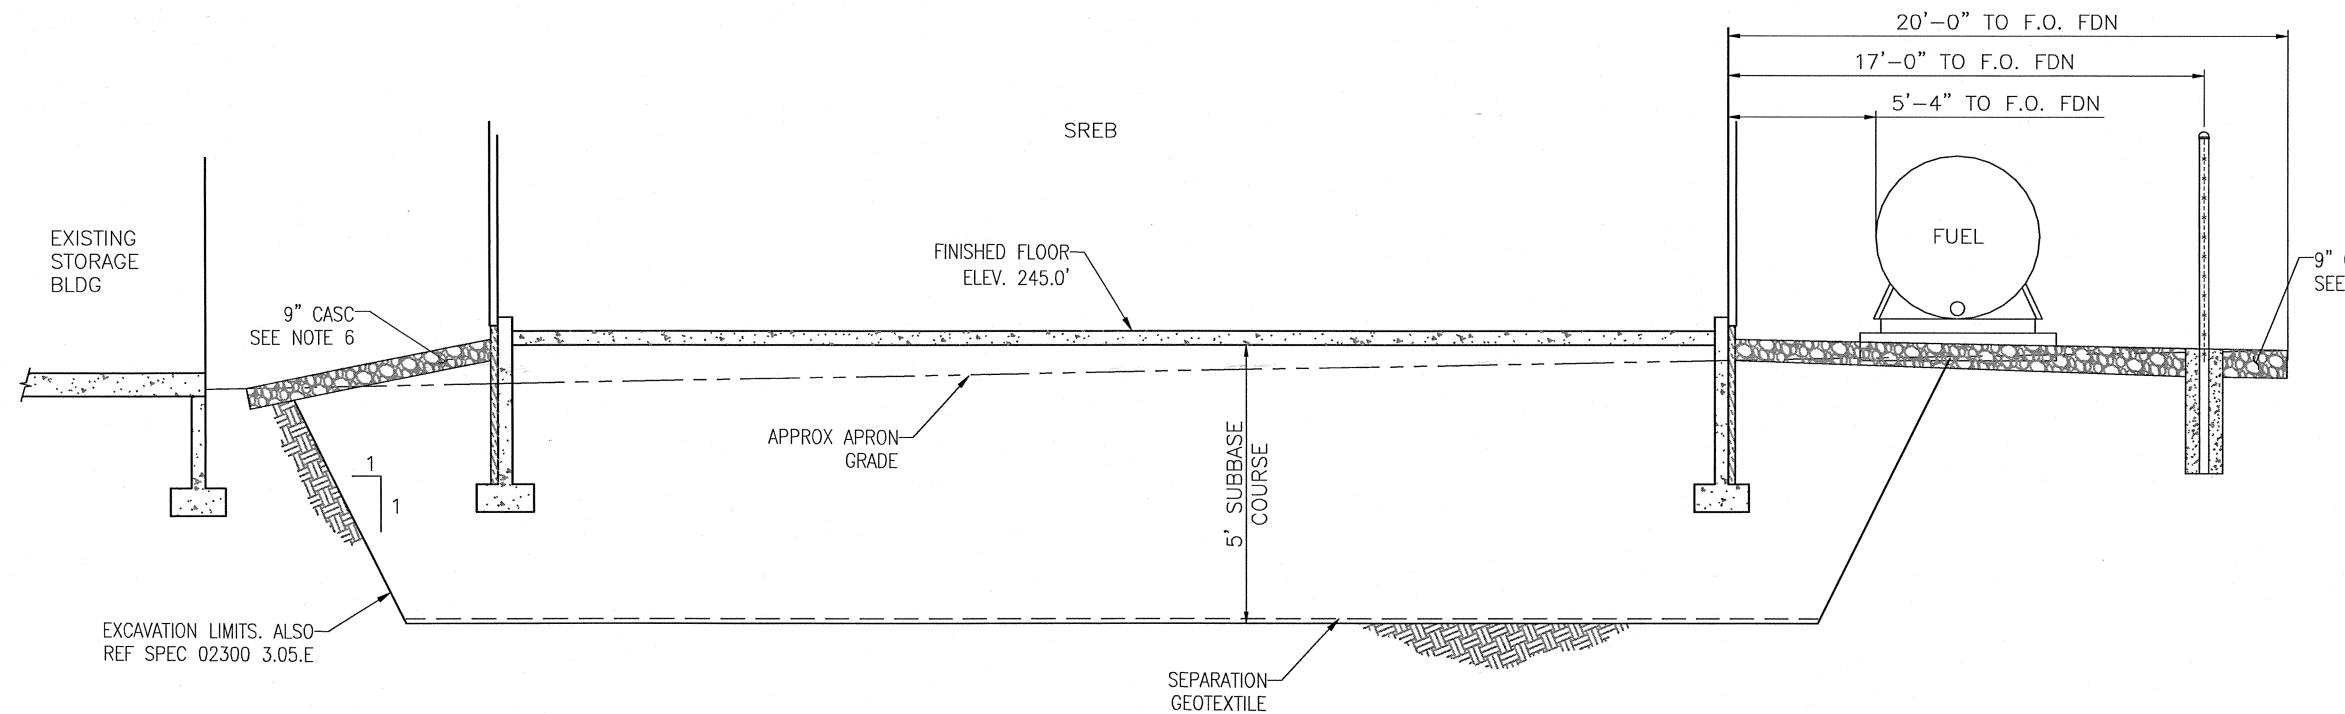 20'-0" TO F.O. FDN
17'-0" TO F.O. FDN
5'-4" TO F.O. FDN
SREB
EXISTING
STORAGE
BLDG
FUEL
FINISHED FLOOR
ELEV. 245.0'
9"
SEE
9" CASC
SEE NOTE 6
APPROX APRON
GRADE
1
1
5' SUBBASE
COURSE
EXCAVATION LIMITS. ALSO
REF SPEC 02300 3.05.E
SEPARATION
GEOTEXTILE